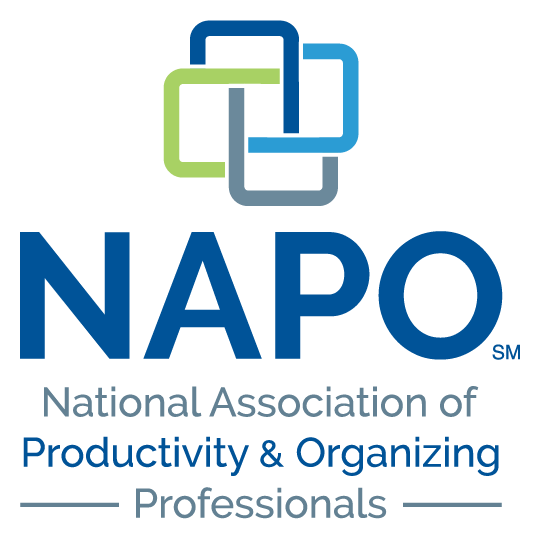 NAPO
SM
National Association of
Productivity & Organizing
Professionals